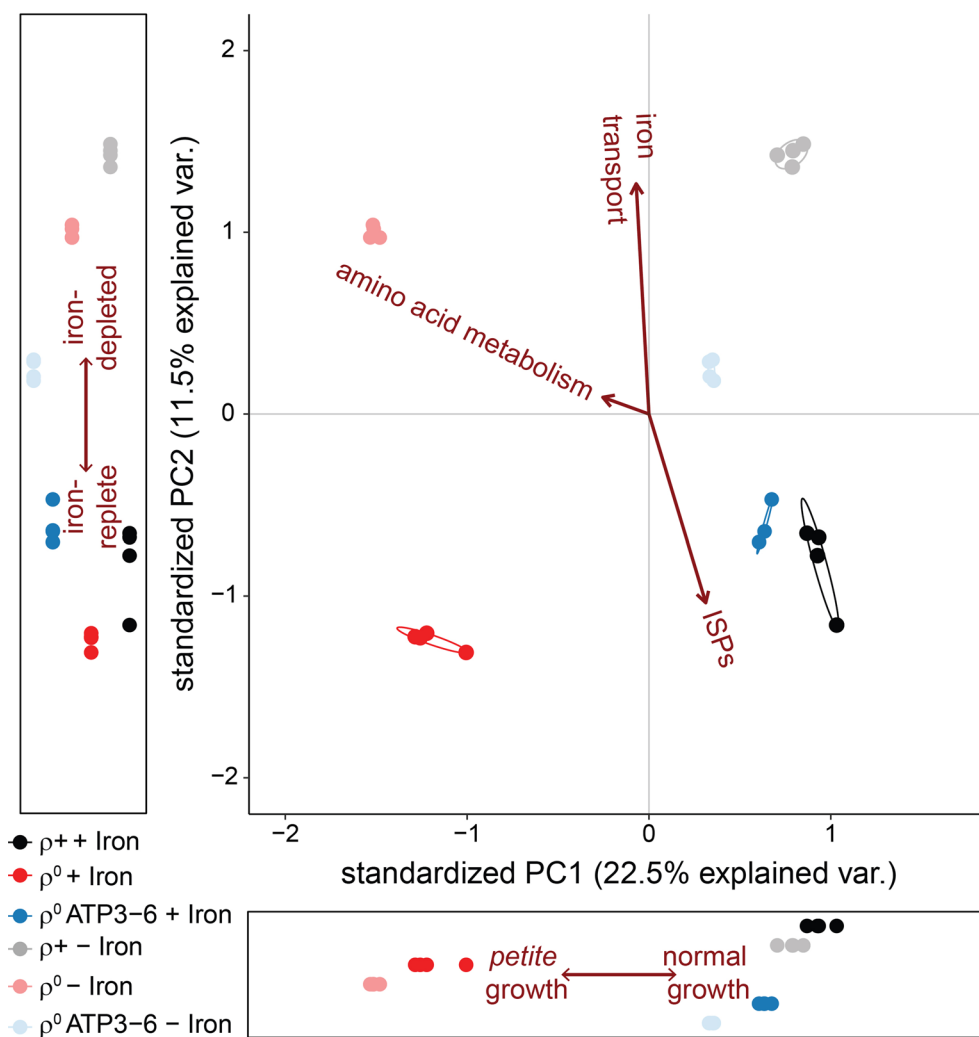 2
1
0
−1
−2
standardized PC2 (11.5% explained var.)
iron-
depleted
iron-
replete
iron
transport
amino acid metabolism
ISPs
−2
−1
0
1
standardized PC1 (22.5% explained var.)
ρ+ + Iron
ρ⁰ + Iron
ρ⁰ ATP3−6 + Iron
ρ+ − Iron
ρ⁰ − Iron
ρ⁰ ATP3−6 − Iron
petite
growth
normal
growth